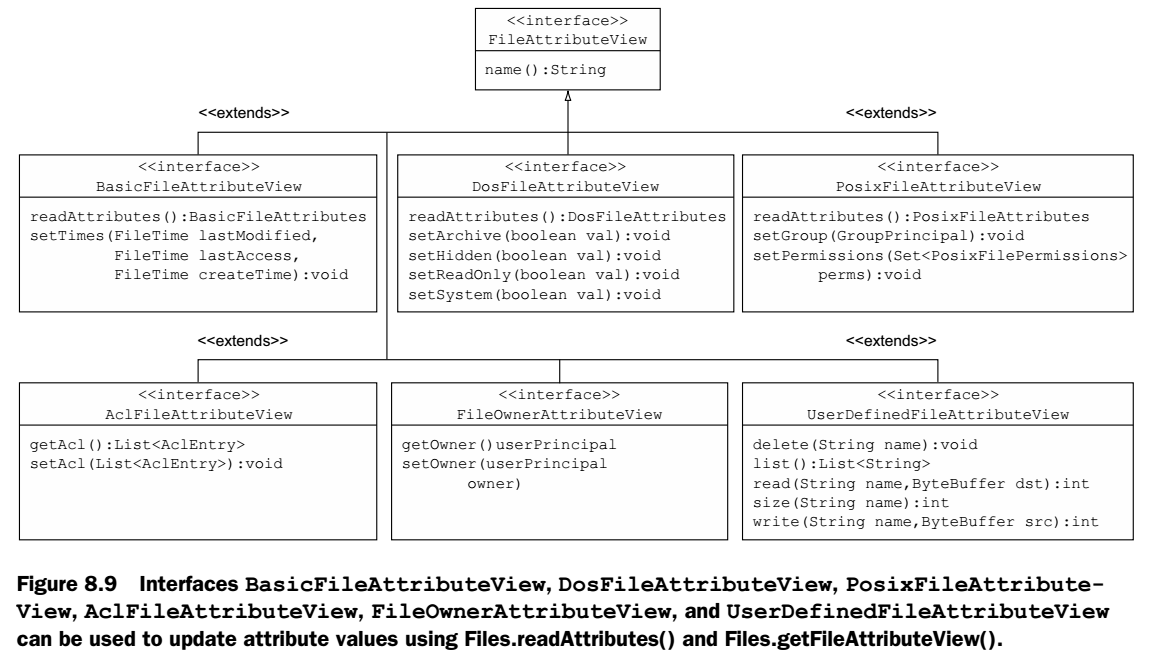 <<interface>>
FileAttributeView
name():String
<<extends>>
<<extends>>
<<interface>>
BasicFileAttributeView
readAttributes():BasicFileAttributes
setTimes(FileTime lastModified,
FileTime lastAccess,
FileTime createTime):void
<<interface>>
DosFileAttributeView
readAttributes():DosFileAttributes
setArchive(boolean val):void
setHidden(boolean val):void
setReadOnly(boolean val):void
setSystem(boolean val):void
<<interface>>
PosixFileAttributeView
readAttributes():PosixFileAttributes
setGroup(GroupPrincipal):void
setPermissions(Set<PosixFilePermissions>
perms):void
<<extends>>
<<extends>>
<<interface>>
AclFileAttributeView
getAcl():List<AclEntry>
setAcl(List<AclEntry>):void
<<interface>>
FileOwnerAttributeView
getOwner()userPrincipal
setOwner(userPrincipal
owner)
<<interface>>
UserDefinedFileAttributeView
delete(String name):void
list():List<String>
read(String name,ByteBuffer dst):int
size(String name):int
write(String name,ByteBuffer src):int
Figure 8.9 Interfaces BasicFileAttributeView, DosFileAttributeView, PosixFileAttribute-
View, AclFileAttributeView, FileOwnerAttributeView, and UserDefinedFileAttributeView
can be used to update attribute values using Files.readAttributes() and Files.getFileAttributeView().